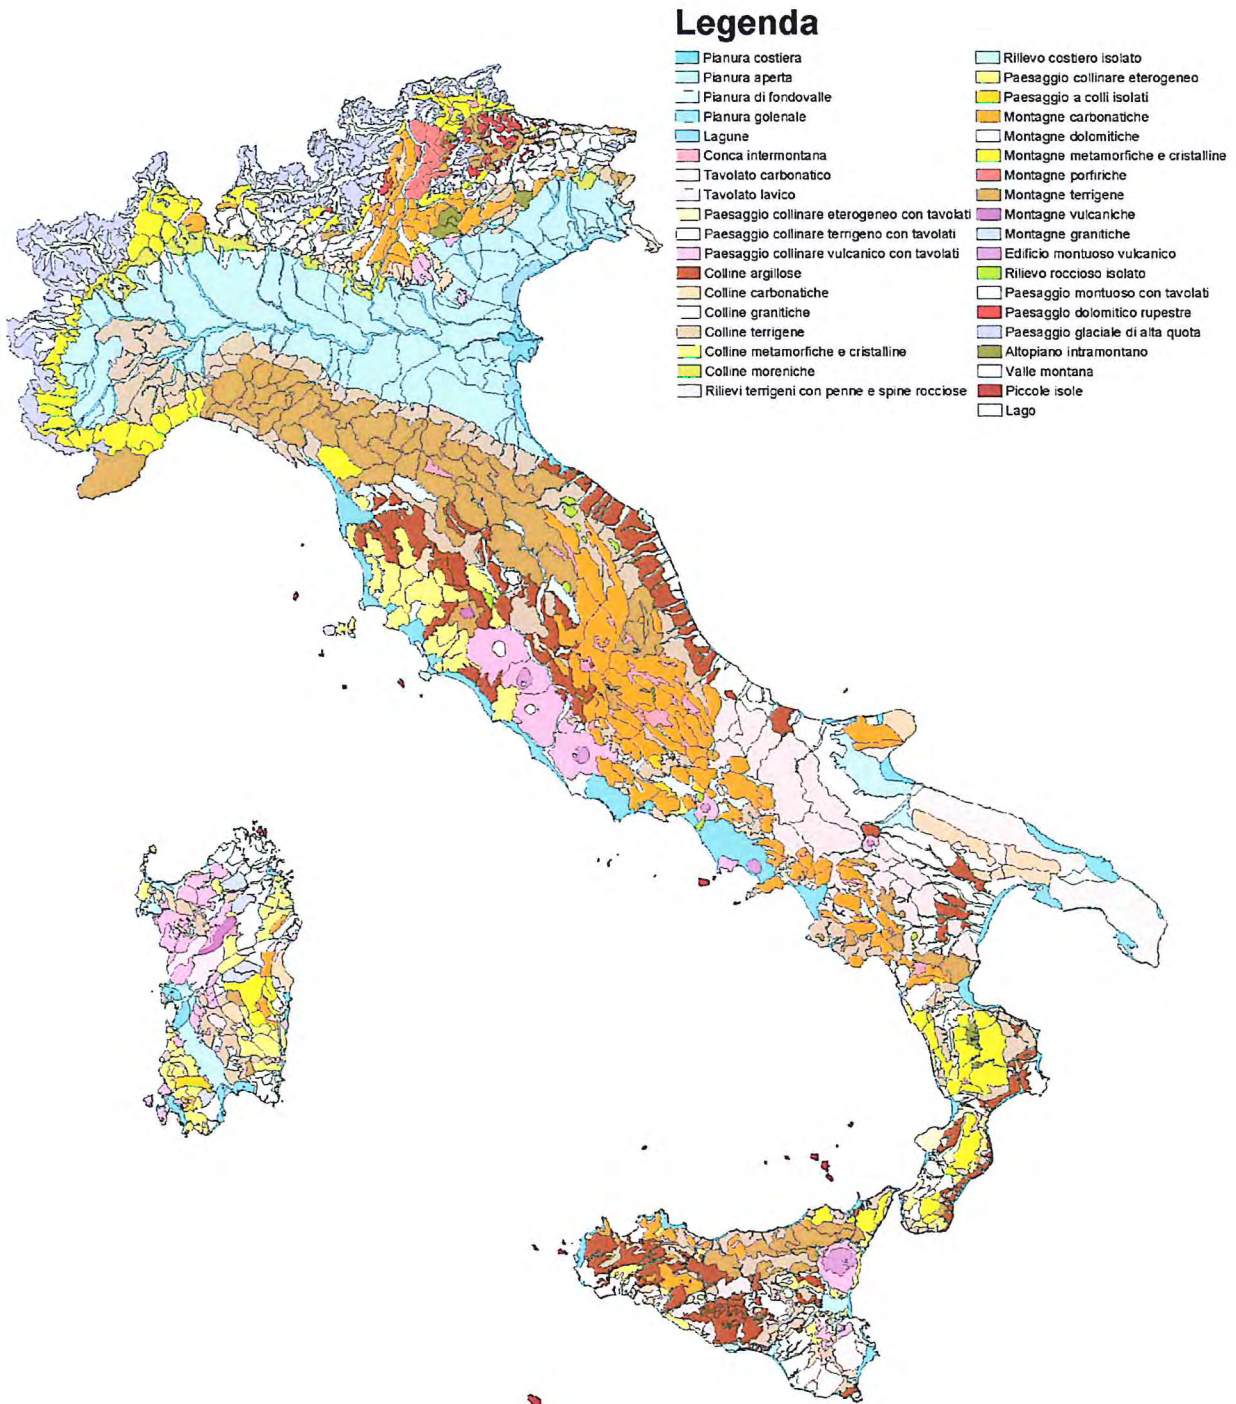 Legenda
Pianura costiera
Pianura aperta
Pianura di fondovalle
Pianura golenale
Lagune
Conca intermontana
Tavolato carbonatico
Tavolato lavico
Paesaggio collinare eterogeneo con tavolati
Paesaggio collinare terrigeno con tavolati
Paesaggio collinare vulcanico con tavolati
Colline argillose
Colline carbonatiche
Colline granitiche
Colline terrigene
Colline metamorfiche e cristalline
Colline moreniche
Rilievi terrigeni con penne e spine rocciose
Rilievo costiero isolato
Paesaggio collinare eterogeneo
Paesaggio a colli isolati
Montagne carbonatiche
Montagne dolomitiche
Montagne metamorfiche e cristalline
Montagne porfiriche
Montagne terrigene
Montagne vulcaniche
Montagne granitiche
Edificio montuoso vulcanico
Rilievo roccioso isolato
Paesaggio montuoso con tavolati
Paesaggio dolomitico rupestre
Paesaggio glaciale di alta quota
Altopiano intramontano
Valle montana
Piccole isole
Lago